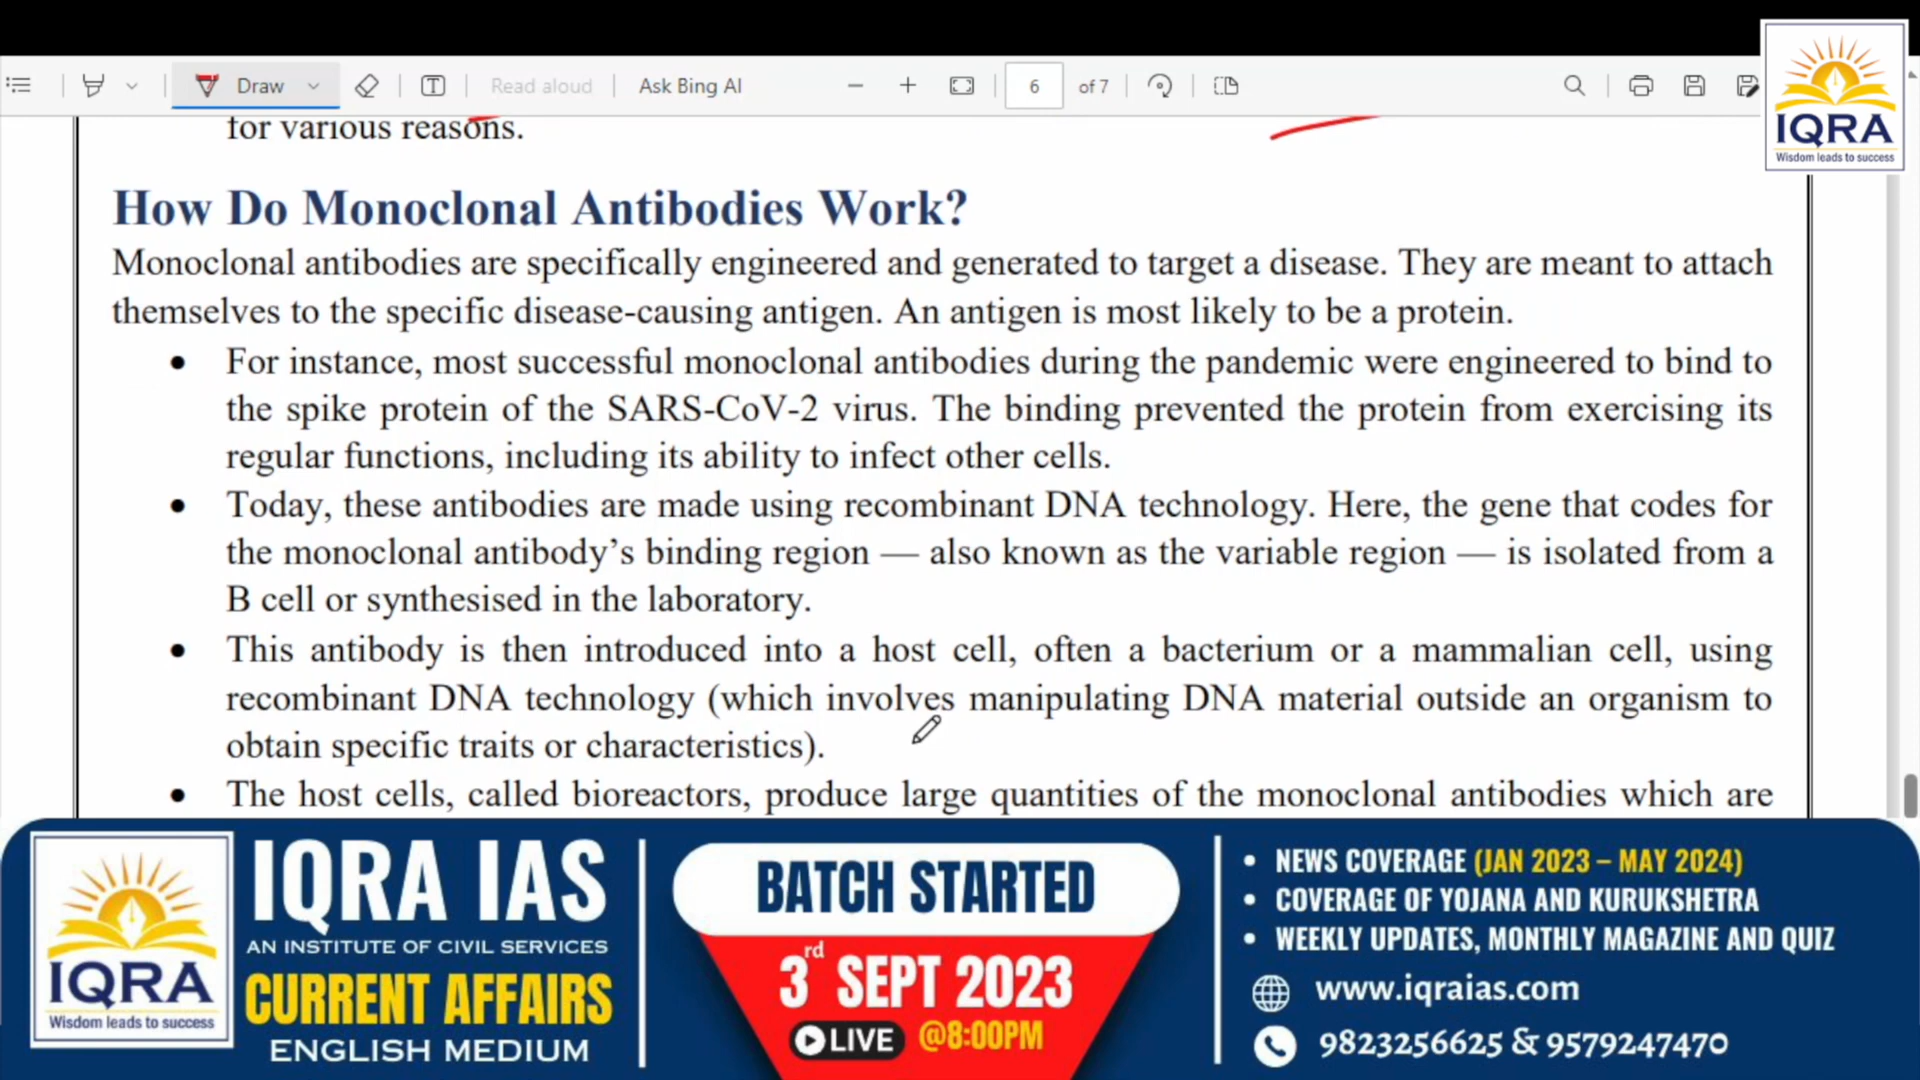 Draw
Read aloud
Ask Bing AI
6
of 7
IQRA
Wisdom leads to success
for various reasons.
How Do Monoclonal Antibodies Work?
Monoclonal antibodies are specifically engineered and generated to target a disease. They are meant to attach
themselves to the specific disease-causing antigen. An antigen is most likely to be a protein.
• For instance, most successful monoclonal antibodies during the pandemic were engineered to bind to
the spike protein of the SARS-CoV-2 virus. The binding prevented the protein from exercising its
regular functions, including its ability to infect other cells.
• Today, these antibodies are made using recombinant DNA technology. Here, the gene that codes for
the monoclonal antibody’s binding region — also known as the variable region — is isolated from a
B cell or synthesised in the laboratory.
• This antibody is then introduced into a host cell, often a bacterium or a mammalian cell, using
recombinant DNA technology (which involves manipulating DNA material outside an organism to
obtain specific traits or characteristics).
• The host cells, called bioreactors, produce large quantities of the monoclonal antibodies which are
IQRA
Wisdom leads to success
IQRA IAS
AN INSTITUTE OF CIVIL SERVICES
CURRENT AFFAIRS
ENGLISH MEDIUM
BATCH STARTED
3rd SEPT 2023
LIVE @8:00PM
• NEWS COVERAGE (JAN 2023 – MAY 2024)
• COVERAGE OF YOJANA AND KURUKSHETRA
• WEEKLY UPDATES, MONTHLY MAGAZINE AND QUIZ
www.iqraias.com
9823256625 & 9579247470